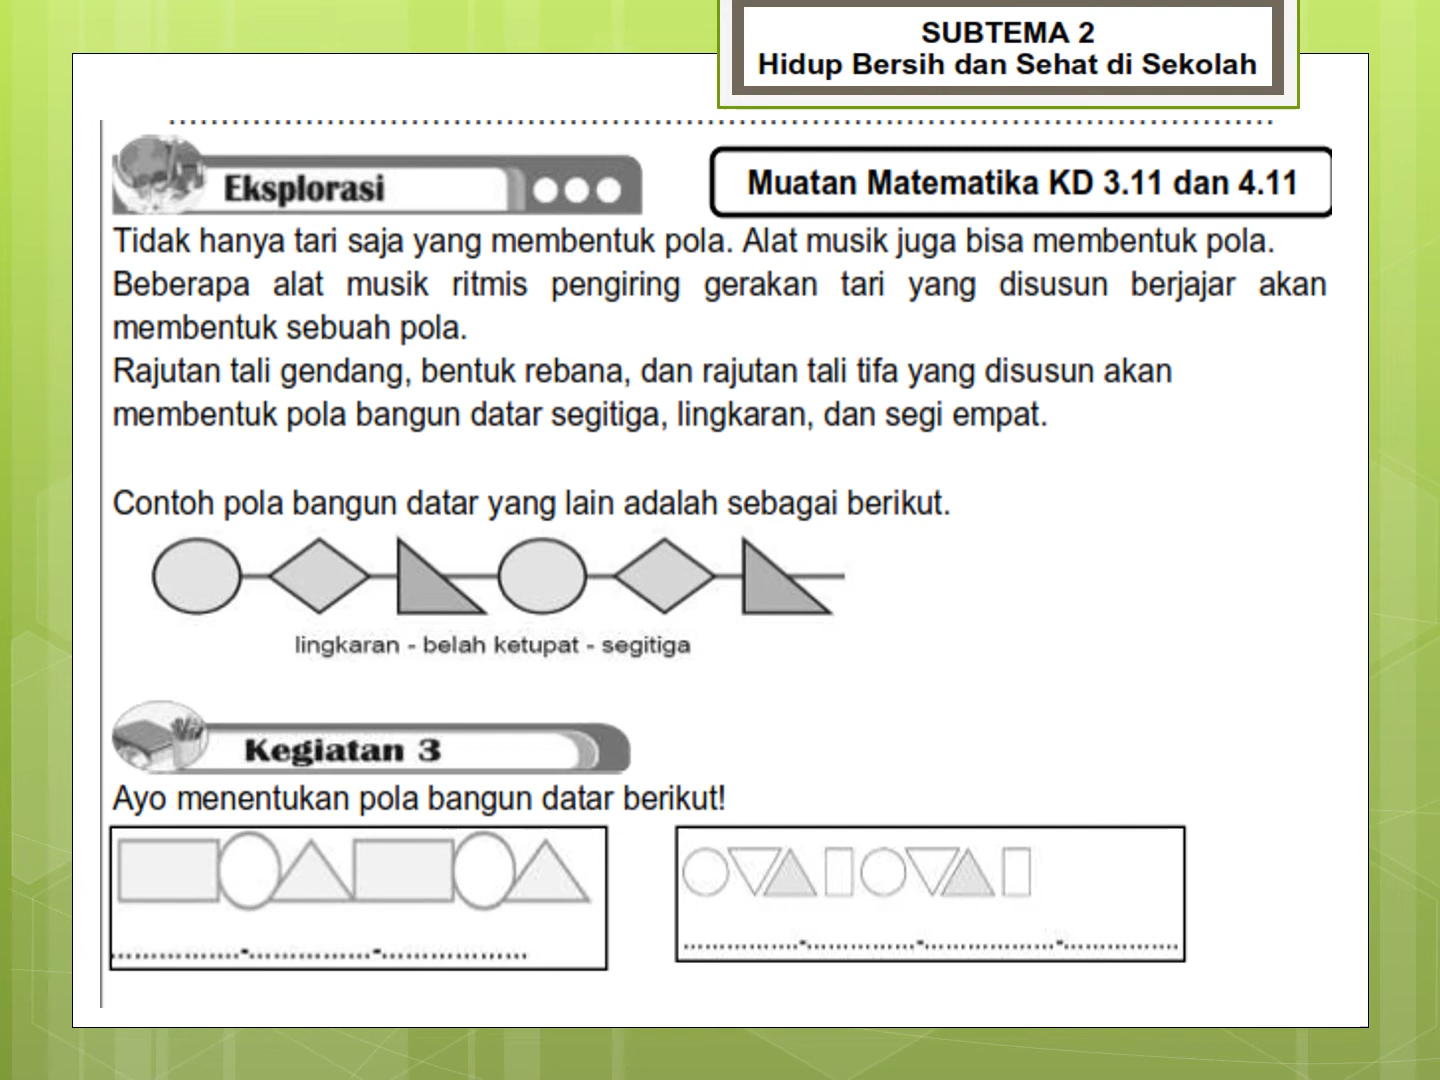 SUBTEMA 2
Hidup Bersih dan Sehat di Sekolah
Eksplorasi
Muatan Matematika KD 3.11 dan 4.11
Tidak hanya tari saja yang membentuk pola. Alat musik juga bisa membentuk pola.
Beberapa alat musik ritmis pengiring gerakan tari yang disusun berjajar akan
membentuk sebuah pola.
Rajutan tali gendang, bentuk rebana, dan rajutan tali tifa yang disusun akan
membentuk pola bangun datar segitiga, lingkaran, dan segi empat.
Contoh pola bangun datar yang lain adalah sebagai berikut.
lingkaran - belah ketupat - segitiga
Kegiatan 3
Ayo menentukan pola bangun datar berikut!